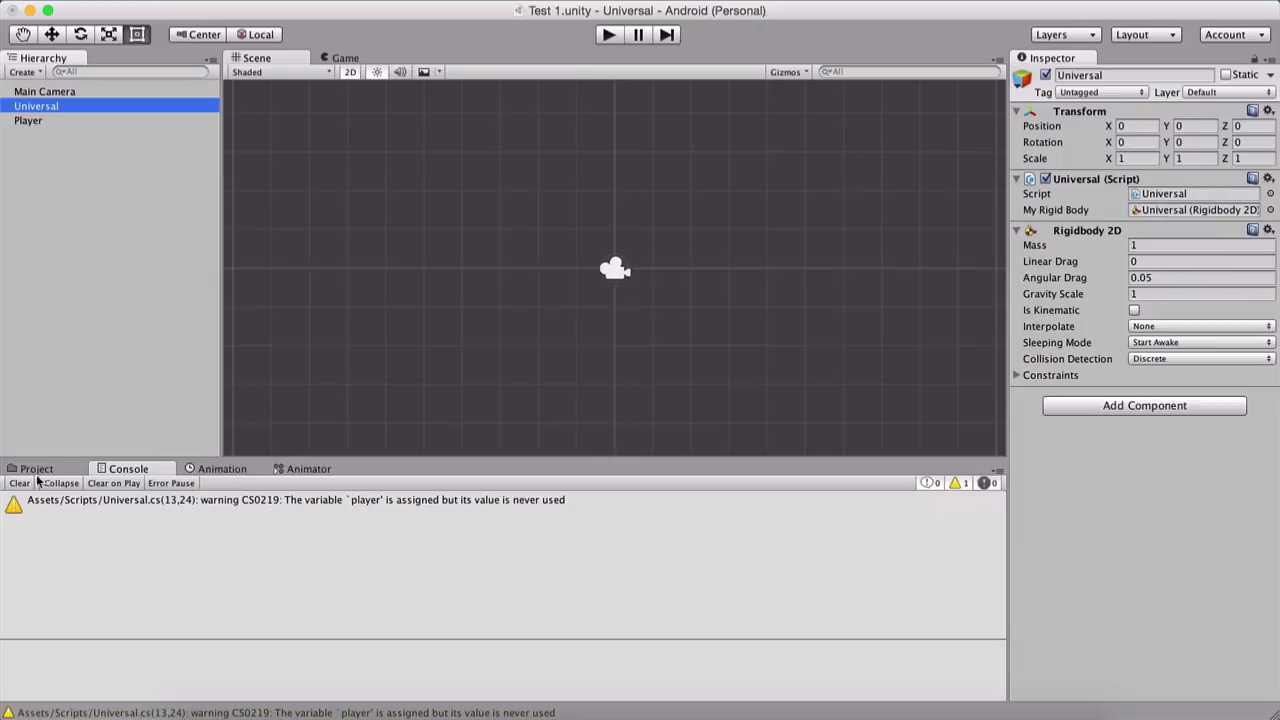 Test 1.unity - Universal - Android (Personal)
Center
Local
Layers
Layout
Account
Hierarchy
Create
All
Main Camera
Universal
Player
Scene
Game
Shaded
2D
Gizmos
All
Inspector
Universal
Static
Tag Untagged
Layer Default
Transform
Position X 0 Y 0 Z 0
Rotation X 0 Y 0 Z 0
Scale X 1 Y 1 Z 1
Universal (Script)
Script Universal
My Rigid Body Universal (Rigidbody 2D)
Rigidbody 2D
Mass 1
Linear Drag 0
Angular Drag 0.05
Gravity Scale 1
Is Kinematic
Interpolate None
Sleeping Mode Start Awake
Collision Detection Discrete
Constraints
Add Component
Project
Console
Animation
Animator
Clear
Collapse
Clear on Play
Error Pause
0
1
0
Assets/Scripts/Universal.cs(13,24): warning CS0219: The variable `player' is assigned but its value is never used
Assets/Scripts/Universal.cs(13,24): warning CS0219: The variable `player' is assigned but its value is never used